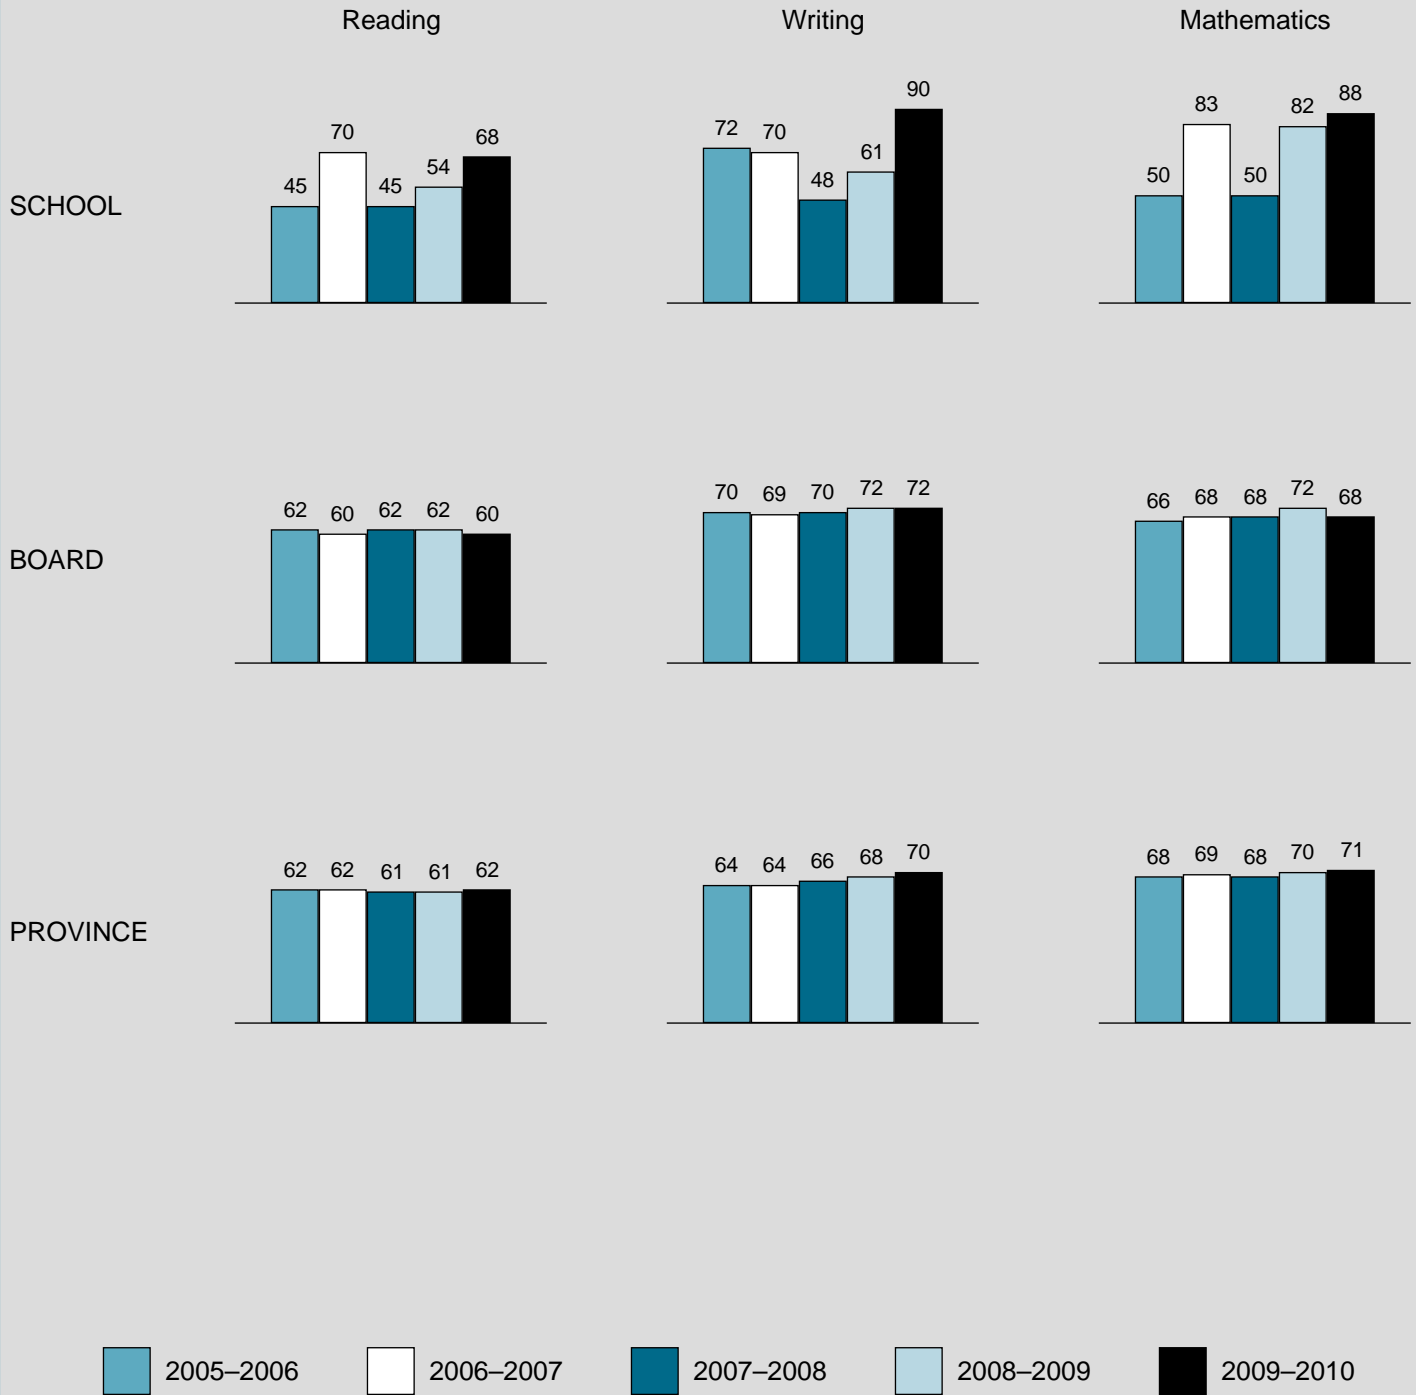 Reading Writing Mathematics
SCHOOL
45 70 45 54 68
72 70 48 61 90
50 83 50 82 88
BOARD
62 60 62 62 60
70 69 70 72 72
66 68 68 72 68
PROVINCE
62 62 61 61 62
64 64 66 68 70
68 69 68 70 71
2005–2006 2006–2007 2007–2008 2008–2009 2009–2010